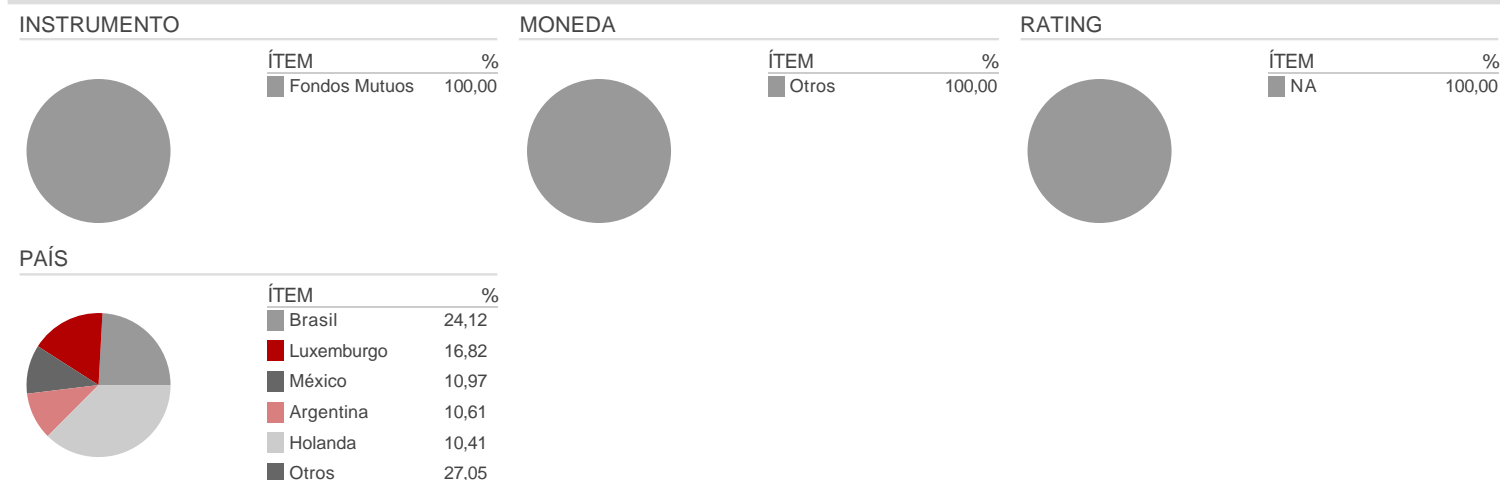 INSTRUMENTO
ÍTEM %
Fondos Mutuos 100,00
MONEDA
ÍTEM %
Otros 100,00
RATING
ÍTEM %
NA 100,00
PAÍS
ÍTEM %
Brasil 24,12
Luxemburgo 16,82
México 10,97
Argentina 10,61
Holanda 10,41
Otros 27,05